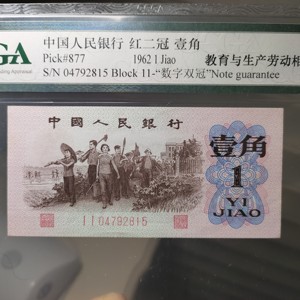 GA
中国人民银行 红二冠 壹角
Pick#877 1962 1 Jiao 教育与生产劳动相
S/N 04792815 Block 11-“数字双冠”Note guarantee
中国人民银行
壹角
1
YI
JIAO
I I 04792815